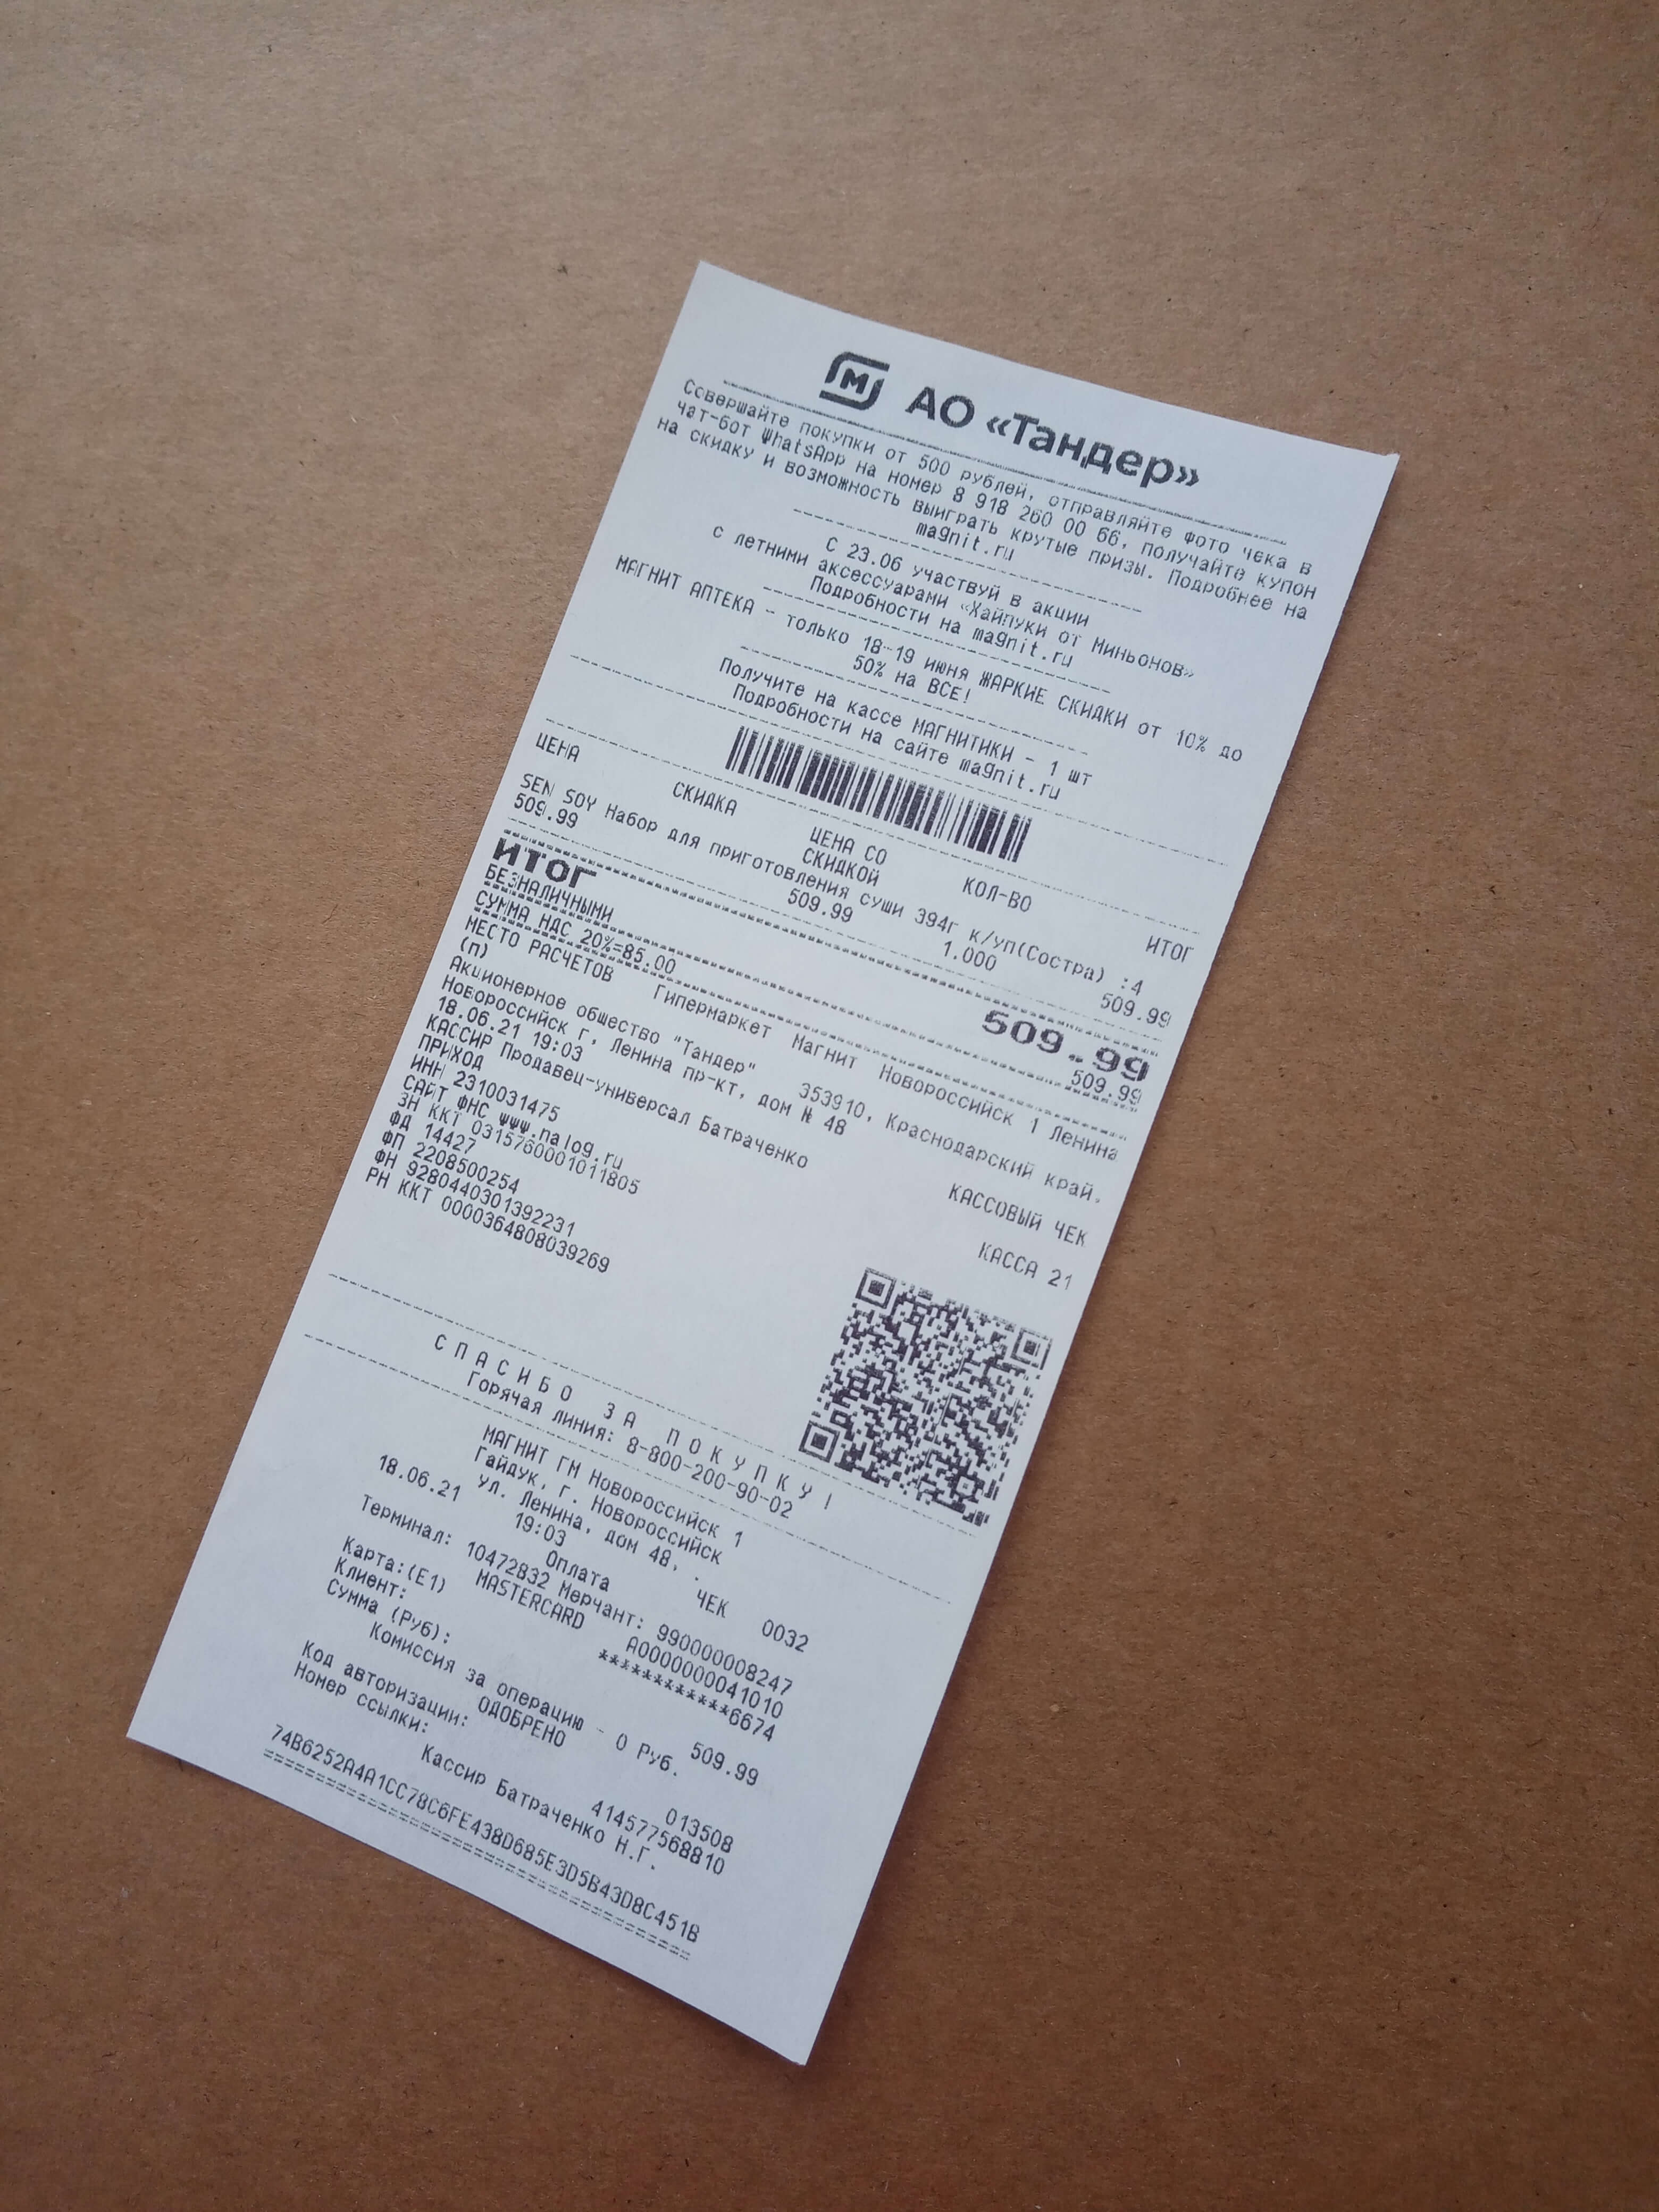 М АО «Тандер»
Совершайте покупки от 500 рублей, отправляйте фото чека в
чат-бот WhatsApp на номер 8 918 260 00 66, получайте купон
на скидку и возможность выиграть крутые призы. Подробнее на
magnit.ru
С 23.06 участвуй в акции
с летними аксессуарами «Хайпуки от Миньонов»
Подробности на magnit.ru
МАГНИТ АПТЕКА - только 18-19 июня ЖАРКИЕ СКИДКИ от 10% до
50% на ВСЕ!
Получите на кассе МАГНИТИКИ - 1 шт
Подробности на сайте magnit.ru
ЦЕНА СКИДКА ЦЕНА СО СКИДКОЙ КОЛ-ВО ИТОГ
SEN SOY Набор для приготовления суши 394г к/уп(Состра) :4
509.99 509.99 1.000 509.99
ИТОГ 509.99
БЕЗНАЛИЧНЫМИ 509.99
СУММА НДС 20%=85.00
МЕСТО РАСЧЕТОВ Гипермаркет Магнит Новороссийск 1 Ленина
(п)
Акционерное общество "Тандер" 353910, Краснодарский край,
Новороссийск г, Ленина пр-кт, дом № 48
18.06.21 19:03
КАССИР Продавец-универсал Батраченко КАССОВЫЙ ЧЕК
ПРИХОД КАССА 21
ИНН 2310031475
САЙТ ФНС www.nalog.ru
ЗН ККТ 0315760001011805
ФД 14427
ФП 2208500254
ФН 9280440301392231
РН ККТ 0000364808039269
СПАСИБО ЗА ПОКУПКУ!
Горячая линия: 8-800-200-90-02
МАГНИТ ГМ Новороссийск 1
Гайдук, г. Новороссийск
ул. Ленина, дом 48, .
18.06.21 19:03 ЧЕК 0032
Оплата
Терминал: 10472832 Мерчант: 990000008247
MASTERCARD A0000000041010
Карта:(E1) ************6674
Клиент:
Сумма (Руб): 509.99
Комиссия за операцию - 0 Руб.
ОДОБРЕНО
Код авторизации: 013508
Номер ссылки: 414577568810
Кассир Батраченко Н.Г.
74B6252A4A1CC78C6FE438D685E3D5B43D8C451B